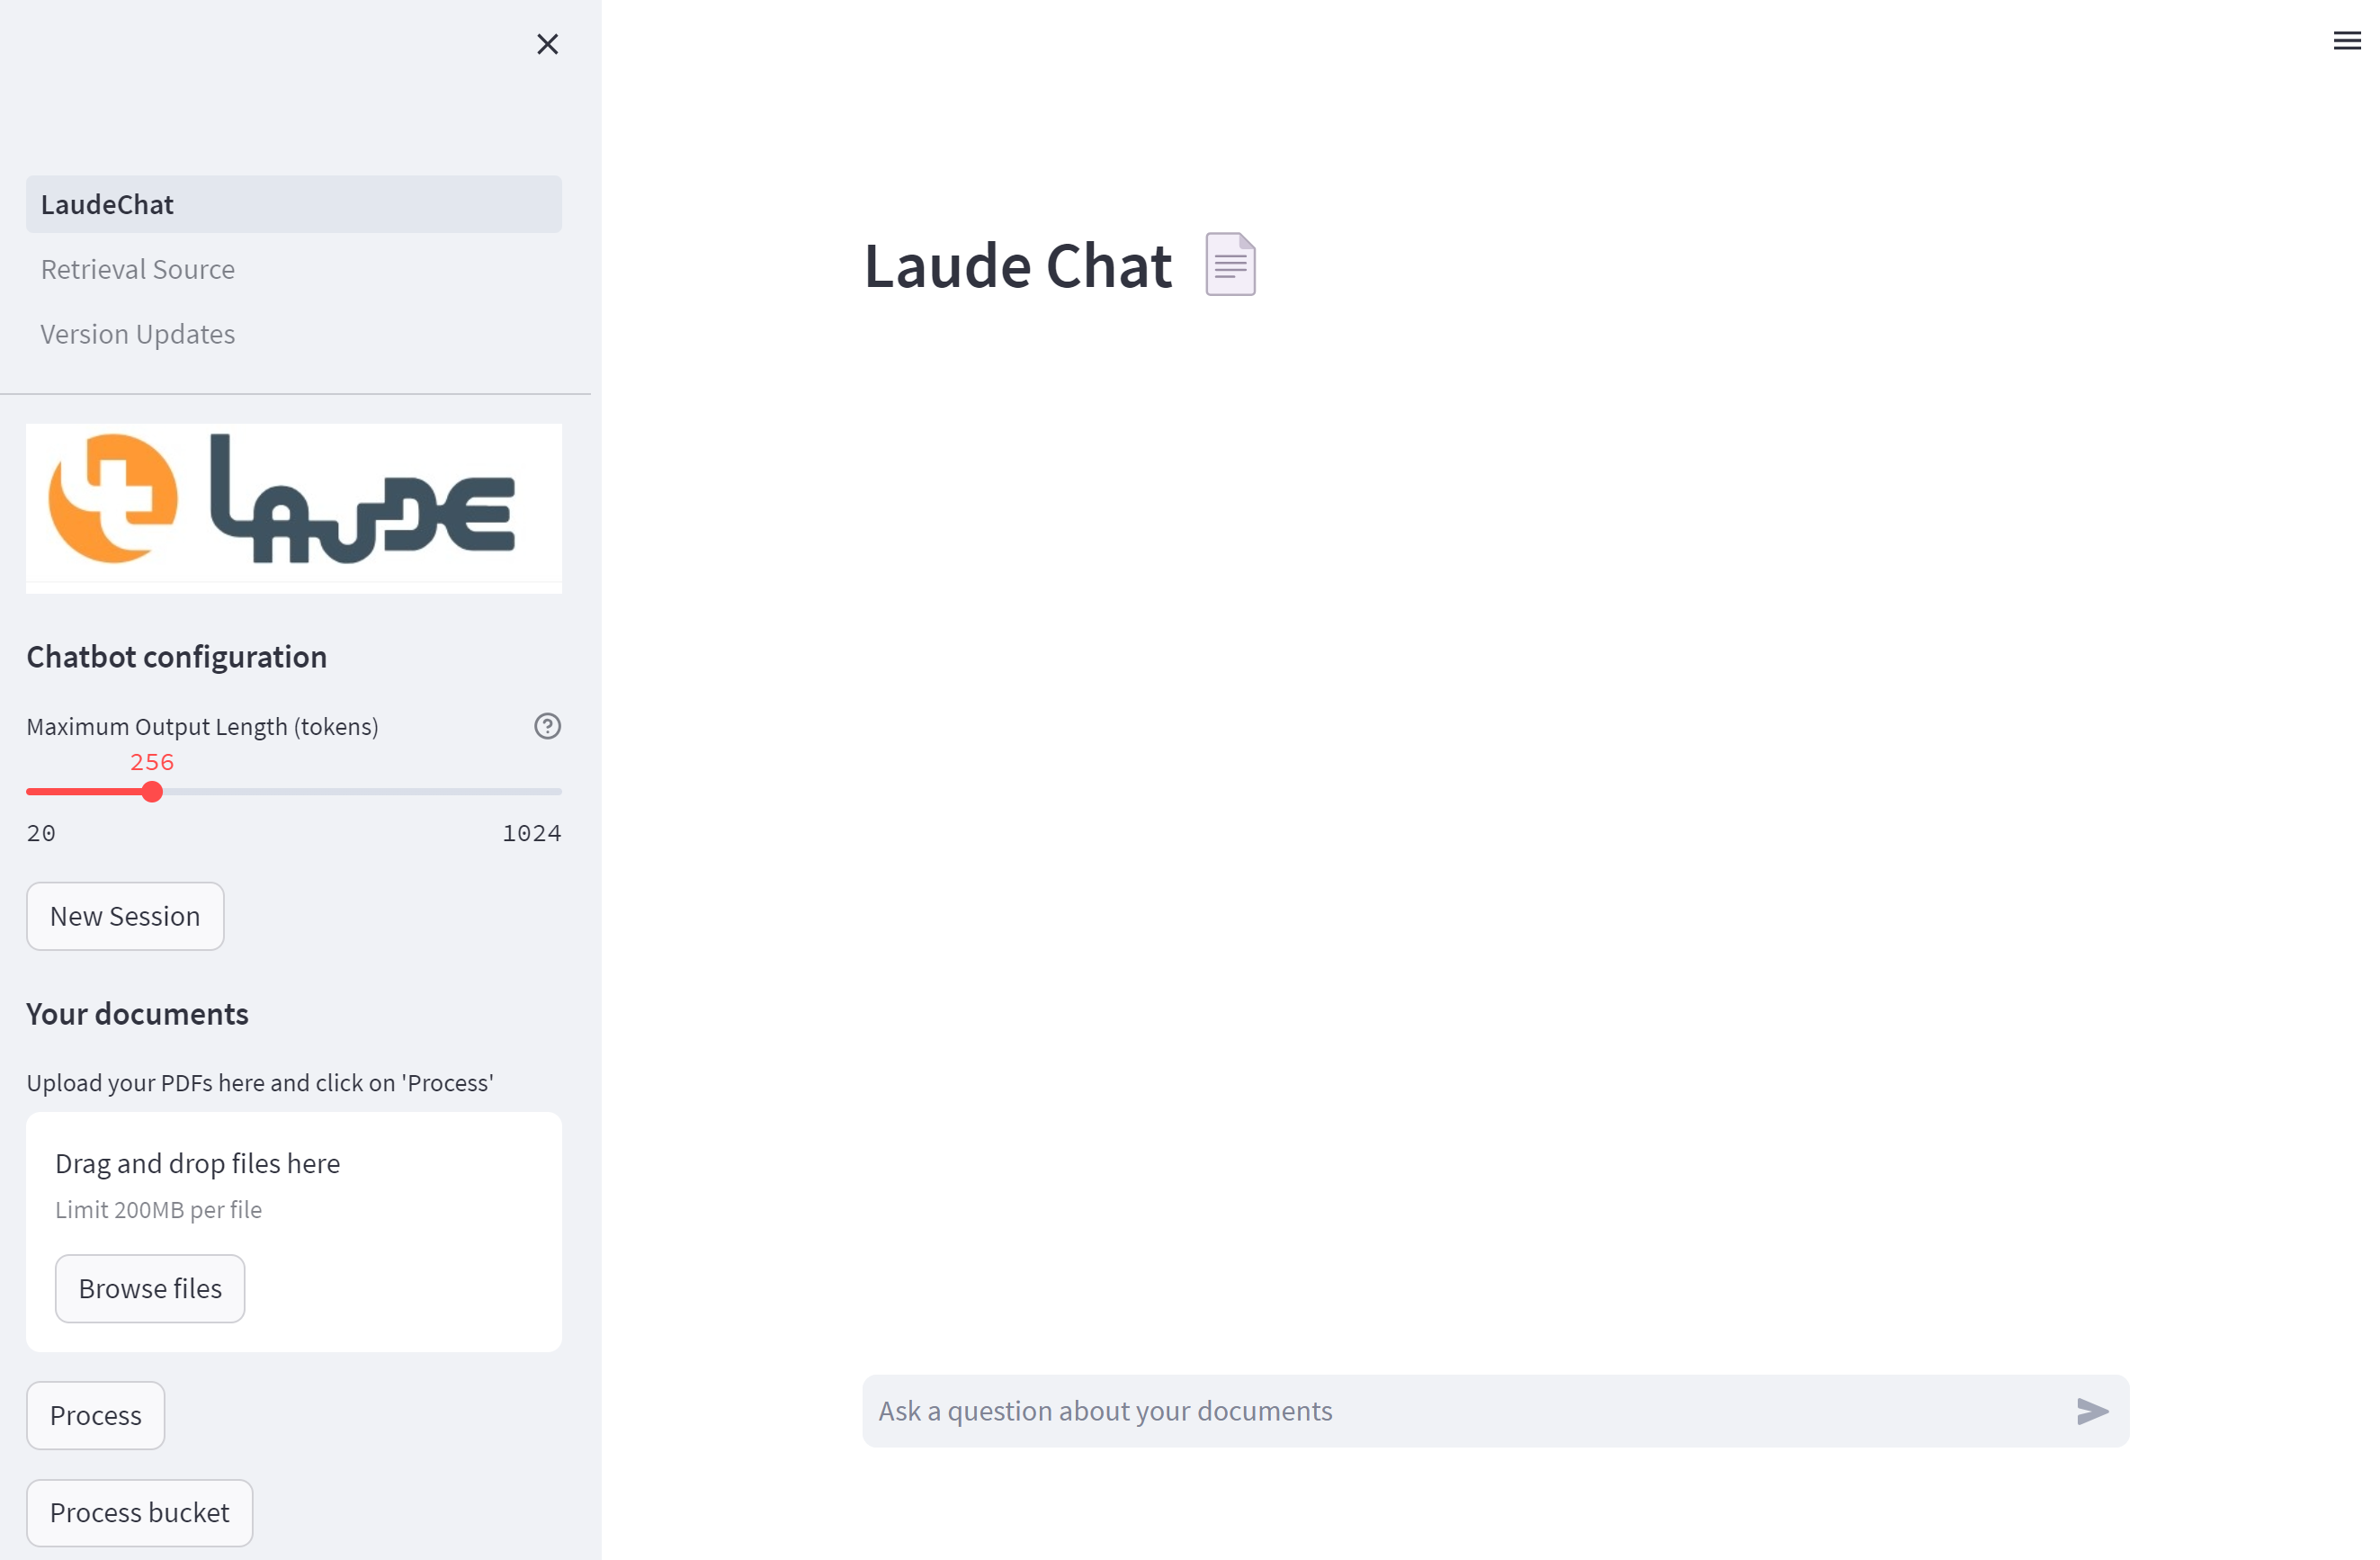 LaudeChat
Retrieval Source
Version Updates
LAUDE
Chatbot configuration
Maximum Output Length (tokens)
256
20
1024
New Session
Your documents
Upload your PDFs here and click on 'Process'
Drag and drop files here
Limit 200MB per file
Browse files
Process
Process bucket
Laude Chat
Ask a question about your documents